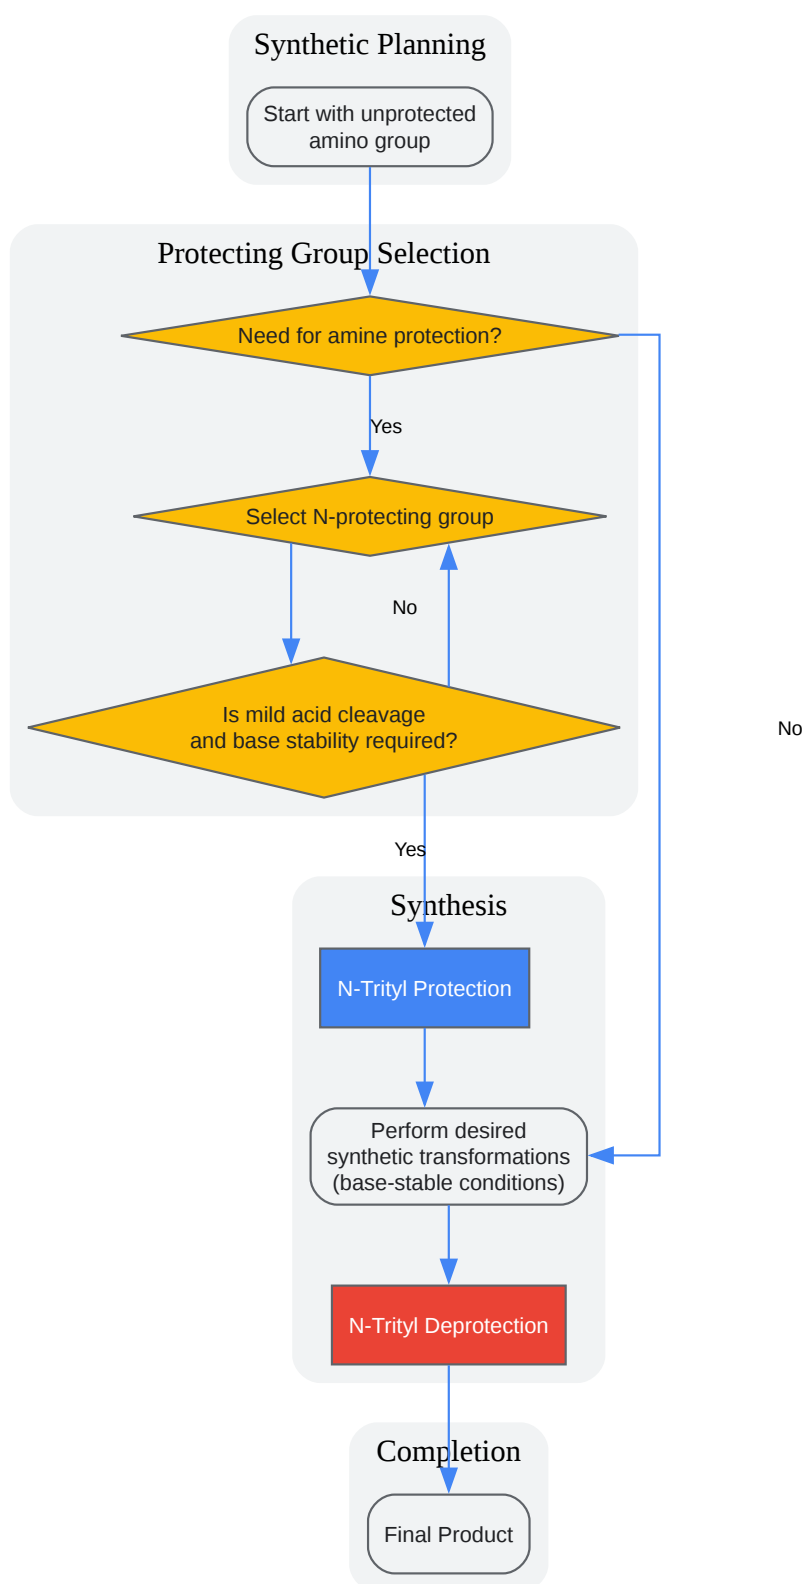 Synthetic Planning
Start with unprotected
amino group
Protecting Group Selection
Need for amine protection?
Yes
Select N-protecting group
No
Is mild acid cleavage
and base stability required?
No
Yes
Synthesis
N-Trityl Protection
Perform desired
synthetic transformations
(base-stable conditions)
N-Trityl Deprotection
Completion
Final Product